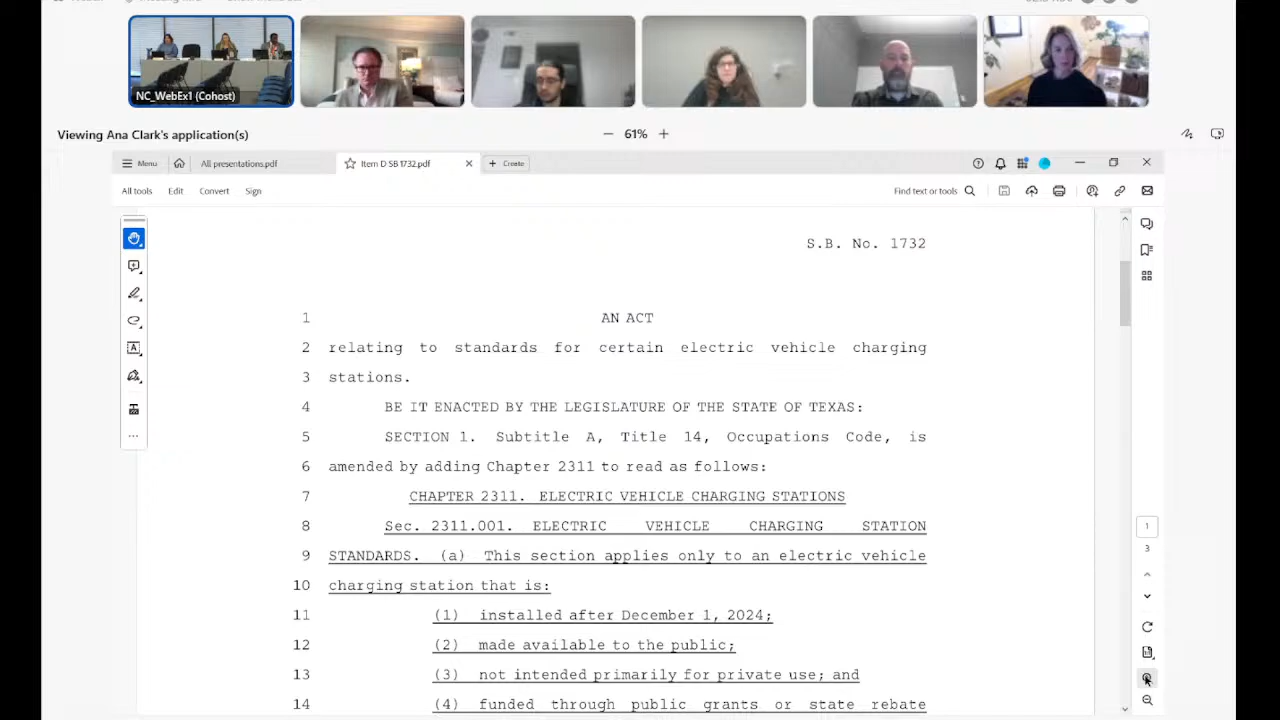 NC_WebEx1 (Cohost)
Viewing Ana Clark's application(s)
61%
Menu
All presentations.pdf
Item D SB 1732.pdf
Create
All tools
Edit
Convert
Sign
Find text or tools
S.B. No. 1732
1 AN ACT
2 relating to standards for certain electric vehicle charging
3 stations.
4 BE IT ENACTED BY THE LEGISLATURE OF THE STATE OF TEXAS:
5 SECTION 1. Subtitle A, Title 14, Occupations Code, is
6 amended by adding Chapter 2311 to read as follows:
7 CHAPTER 2311. ELECTRIC VEHICLE CHARGING STATIONS
8 Sec. 2311.001. ELECTRIC VEHICLE CHARGING STATION
9 STANDARDS. (a) This section applies only to an electric vehicle
10 charging station that is:
11 (1) installed after December 1, 2024;
12 (2) made available to the public;
13 (3) not intended primarily for private use; and
14 (4) funded through public grants or state rebate
1
3